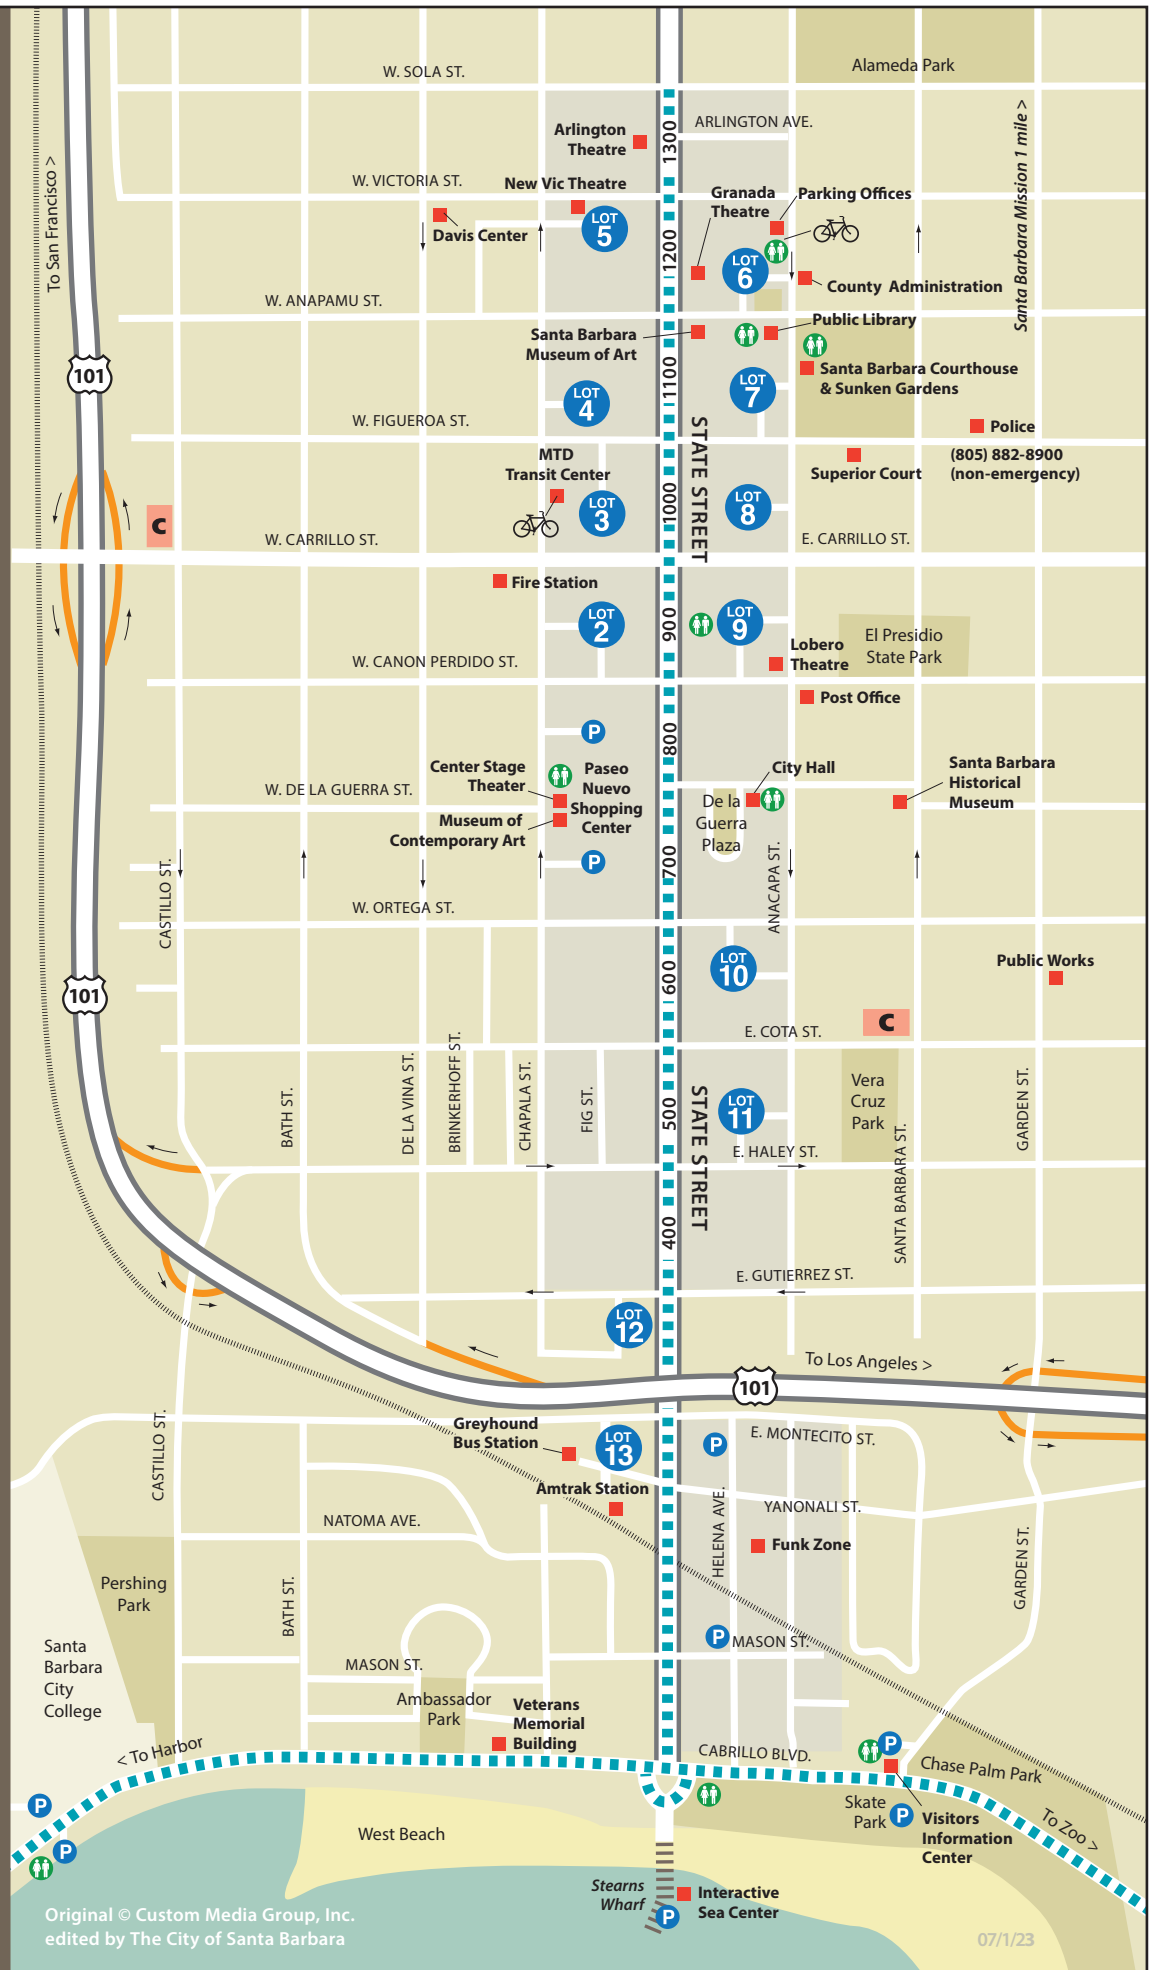 W. SOLA ST.
Alameda Park
ARLINGTON AVE.
Arlington
Theatre
1300
To San Francisco >
Santa Barbara Mission 1 mile >
W. VICTORIA ST.
New Vic Theatre
Granada
Theatre
Parking Offices
Davis Center
LOT
5
1200
LOT
6
County Administration
W. ANAPAMU ST.
Public Library
Santa Barbara
Museum of Art
101
1100
Santa Barbara Courthouse
& Sunken Gardens
LOT
4
LOT
7
W. FIGUEROA ST.
STATE STREET
Police
(805) 882-8900
(non-emergency)
MTD
Transit Center
Superior Court
C
LOT
3
1000
LOT
8
W. CARRILLO ST.
E. CARRILLO ST.
Fire Station
LOT
2
900
LOT
9
El Presidio
State Park
Lobero
Theatre
W. CANON PERDIDO ST.
Post Office
P
800
Center Stage
Theater
Paseo
Nuevo
Shopping
Center
City Hall
Santa Barbara
Historical
Museum
W. DE LA GUERRA ST.
De la
Guerra
Plaza
Museum of
Contemporary Art
P
700
CASTILLO ST.
ANACAPA ST.
W. ORTEGA ST.
LOT
10
600
Public Works
101
C
E. COTA ST.
BATH ST.
DE LA VINA ST.
BRINKERHOFF ST.
CHAPALA ST.
FIG ST.
500
STATE STREET
LOT
11
Vera
Cruz
Park
GARDEN ST.
E. HALEY ST.
SANTA BARBARA ST.
400
E. GUTIERREZ ST.
LOT
12
To Los Angeles >
101
CASTILLO ST.
Greyhound
Bus Station
LOT
13
P
E. MONTECITO ST.
Amtrak Station
HELENA AVE.
YANONALI ST.
NATOMA AVE.
Funk Zone
GARDEN ST.
Pershing
Park
BATH ST.
Santa
Barbara
City
College
P
MASON ST.
MASON ST.
Ambassador
Park
Veterans
Memorial
Building
< To Harbor
CABRILLO BLVD.
P
Chase Palm Park
P
Skate
Park
P
Visitors
Information
Center
To Zoo >
P
West Beach
Stearns
Wharf
P
Interactive
Sea Center
Original © Custom Media Group, Inc.
edited by The City of Santa Barbara
07/1/23